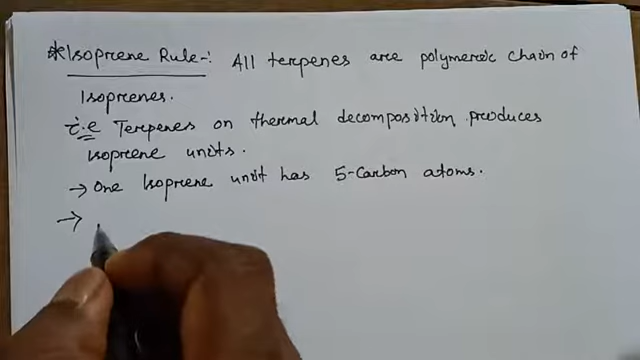 *Isoprene Rule-: All terpenes are polymeric chain of
Isoprenes.
i.e Terpenes on thermal decomposition produces
isoprene units.
→ One Isoprene unit has 5-Carbon atoms.
→